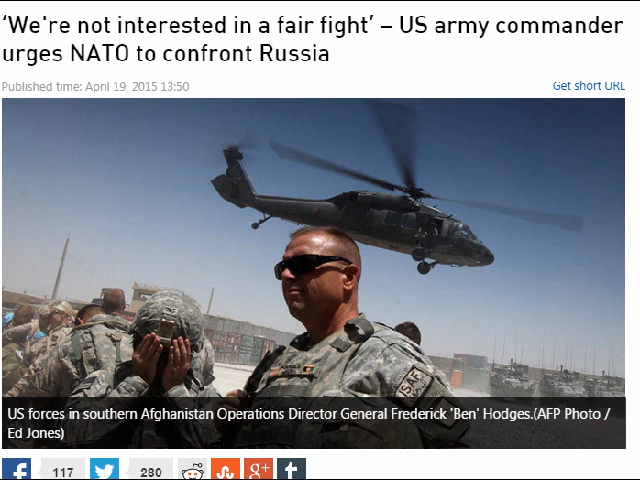 ‘We're not interested in a fair fight’ – US army commander
urges NATO to confront Russia
Published time: April 19, 2015 13:50
Get short URL
ISAF
US forces in southern Afghanistan Operations Director General Frederick 'Ben' Hodges.(AFP Photo /
Ed Jones)
117
280
g+
t